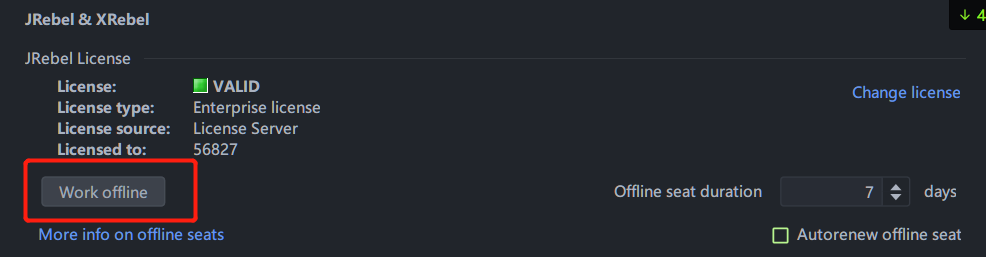 JRebel & XRebel
↓ 4
JRebel License
License: VALID
Change license
License type: Enterprise license
License source: License Server
Licensed to: 56827
Work offline
Offline seat duration 7 days
More info on offline seats
Autorenew offline seat